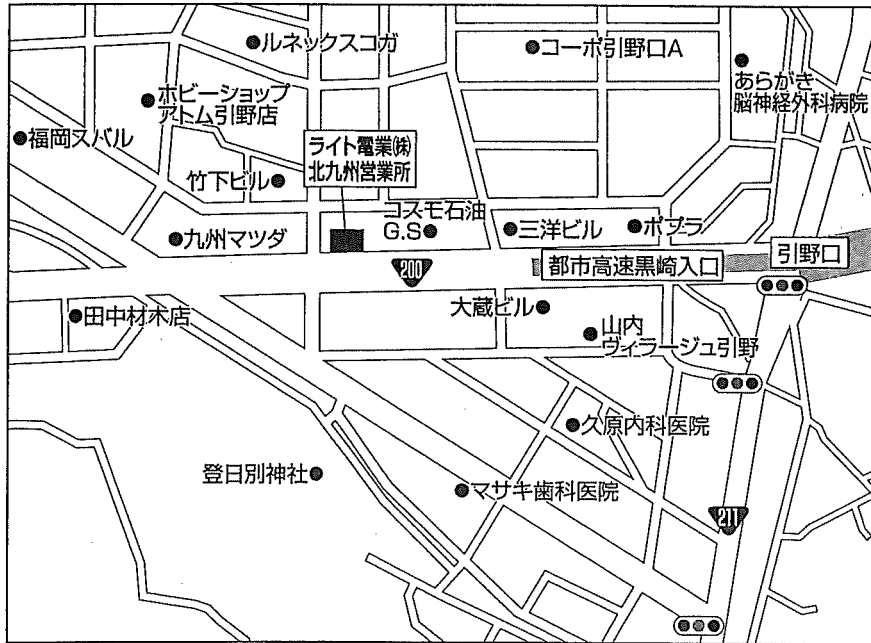 ルネックスコガ
コーポ引野口A
あらがき
脳神経外科病院
ホビーショップ
アトム引野店
福岡スバル
ライト電業㈱
北九州営業所
竹下ビル
コスモ石油
G.S
三洋ビル
ポプラ
九州マツダ
200
都市高速黒崎入口
引野口
田中材木店
大蔵ビル
山内
ヴィラージュ引野
久原内科医院
登日別神社
マサキ歯科医院
211